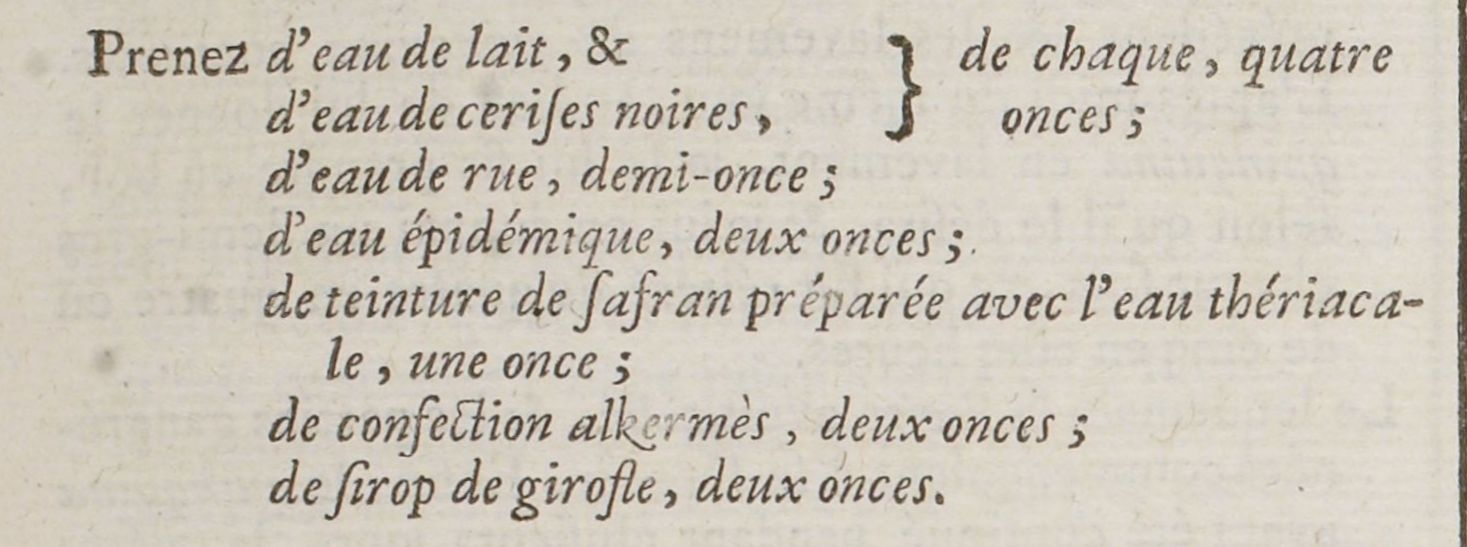 Prenez d'eau de lait, & } de chaque, quatre
d'eau de ceriſes noires, } onces;
d'eau de rue, demi-once;
d'eau épidémique, deux onces;
de teinture de ſafran préparée avec l'eau thériaca-
le, une once;
de confection alkermès, deux onces;
de ſirop de girofle, deux onces.